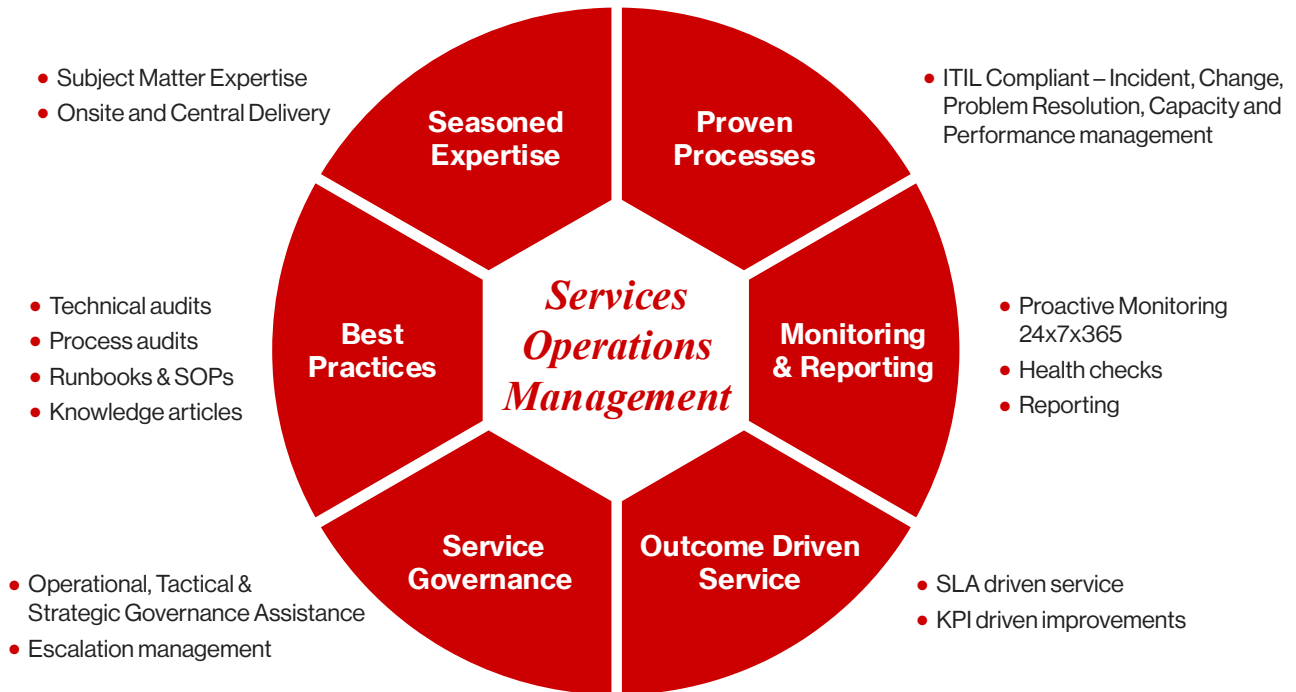 • Subject Matter Expertise
• Onsite and Central Delivery
Seasoned
Expertise
Proven
Processes
• ITIL Compliant – Incident, Change,
Problem Resolution, Capacity and
Performance management
• Technical audits
• Process audits
• Runbooks & SOPs
• Knowledge articles
Best
Practices
Services
Operations
Management
Monitoring
& Reporting
• Proactive Monitoring
24x7x365
• Health checks
• Reporting
• Operational, Tactical &
Strategic Governance Assistance
• Escalation management
Service
Governance
Outcome Driven
Service
• SLA driven service
• KPI driven improvements